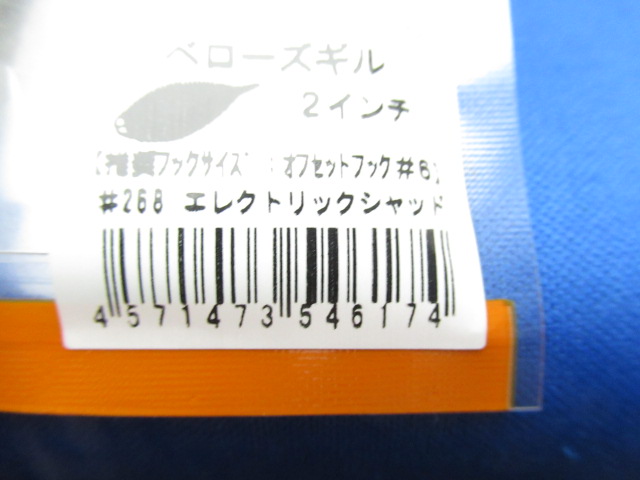 ベローズギル
2インチ
【推奨フックサイズ：オフセットフック#6】
#268 エレクトリックシャッド
4571473546174